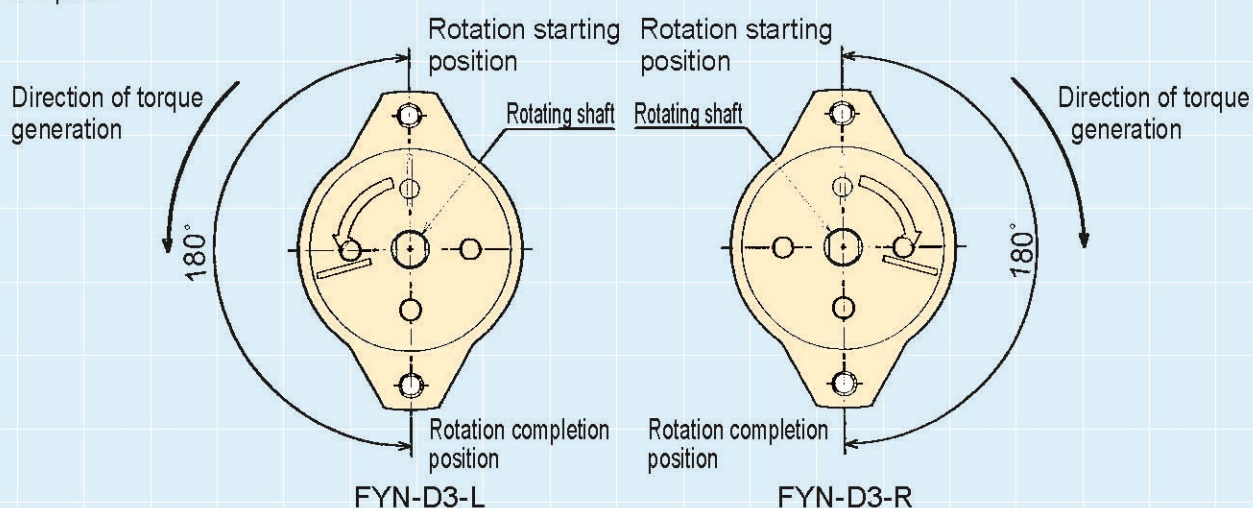 Rotation starting
position
Rotation starting
position
Direction of torque
generation
Rotating shaft
Rotating shaft
Direction of torque
generation
180°
180°
Rotation completion
position
Rotation completion
position
FYN-D3-L
FYN-D3-R